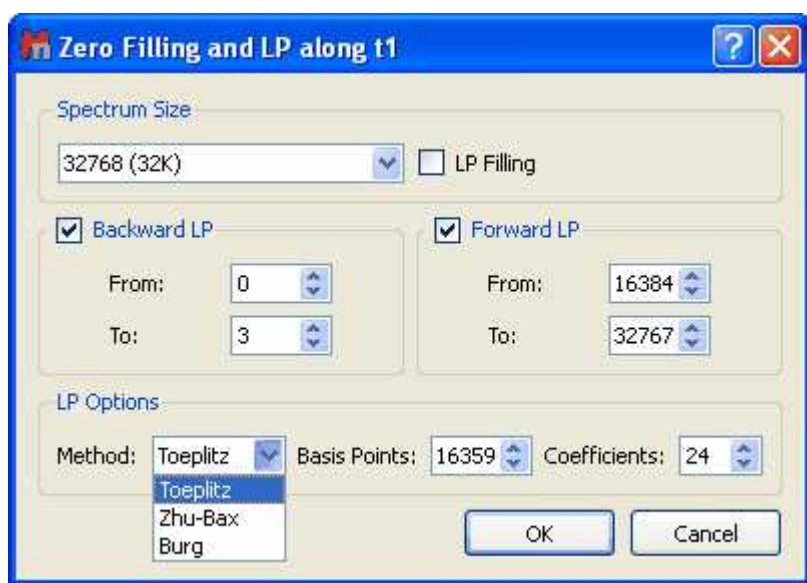 Zero Filling and LP along t1
Spectrum Size
32768 (32K) LP Filling
Backward LP
From: 0
To: 3
Forward LP
From: 16384
To: 32767
LP Options
Method: Toeplitz Basis Points: 16359 Coefficients: 24
Toeplitz
Zhu-Bax
Burg
OK Cancel